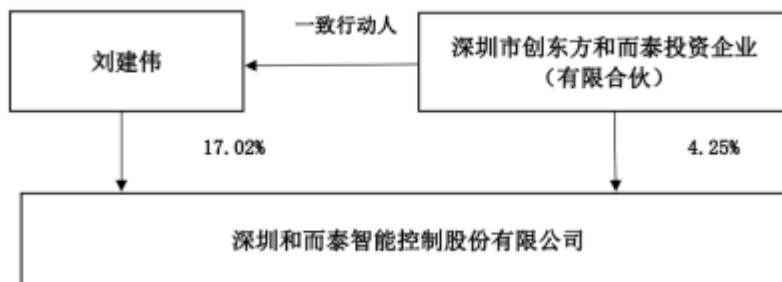 一致行动人
刘建伟
深圳市创东方和而泰投资企业
（有限合伙）
17.02%
4.25%
深圳和而泰智能控制股份有限公司